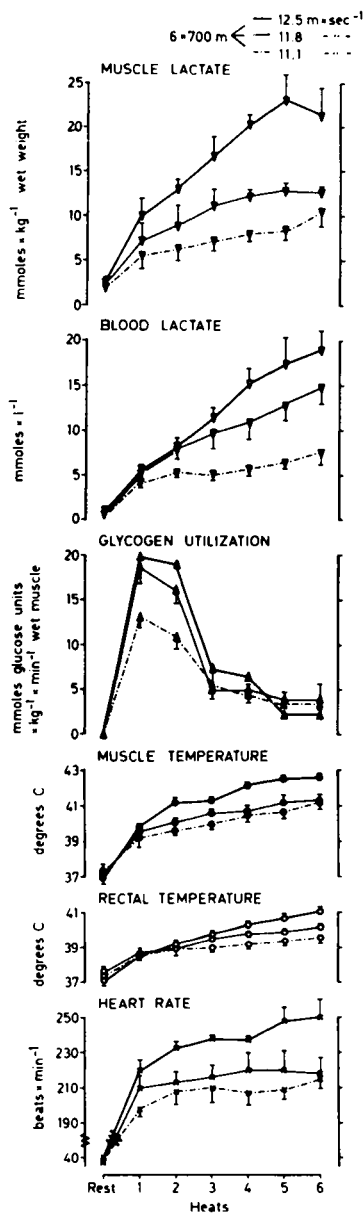 12.5 m × sec⁻¹
6 × 700 m
11.8
11.1
MUSCLE LACTATE
mmoles × kg⁻¹ wet weight
25
20
15
10
5
0
BLOOD LACTATE
mmoles × l⁻¹
20
15
10
5
0
GLYCOGEN UTILIZATION
mmoles glucose units
× kg⁻¹ × min⁻¹ wet muscle
20
15
10
5
0
MUSCLE TEMPERATURE
degrees C
43
41
39
37
RECTAL TEMPERATURE
degrees C
41
39
37
HEART RATE
beats × min⁻¹
250
230
210
190
40
Rest 1 2 3 4 5 6
Heats